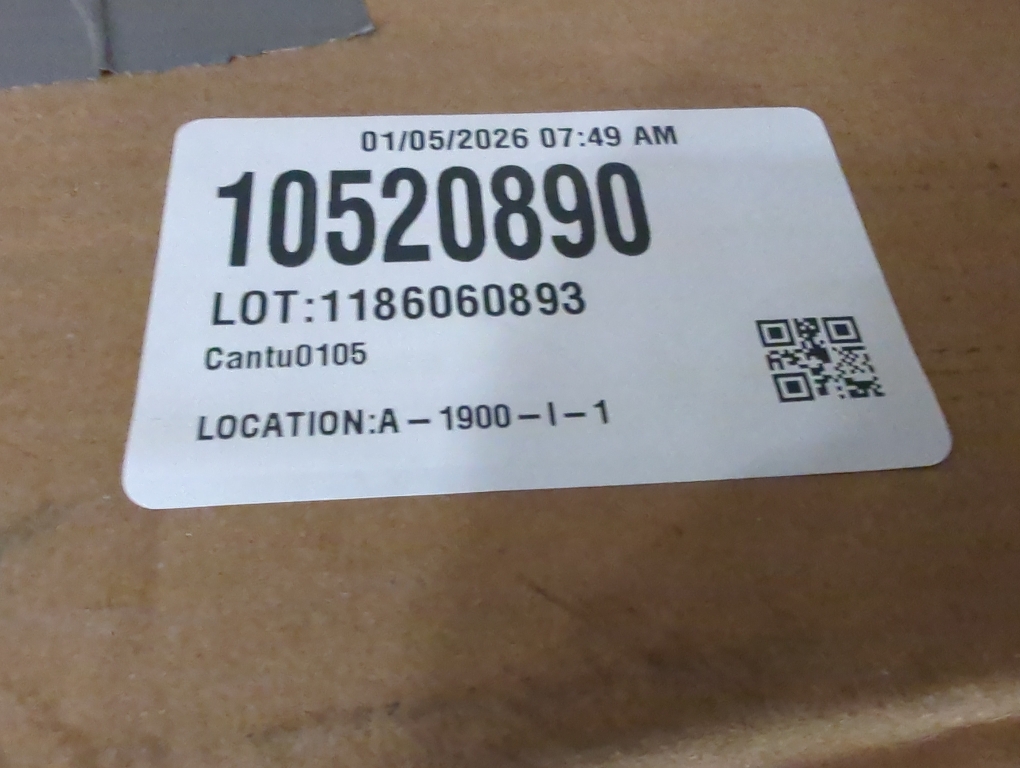 01/05/2026 07:49 AM
10520890
LOT:1186060893
Cantu0105
LOCATION:A – 1900 – I – 1